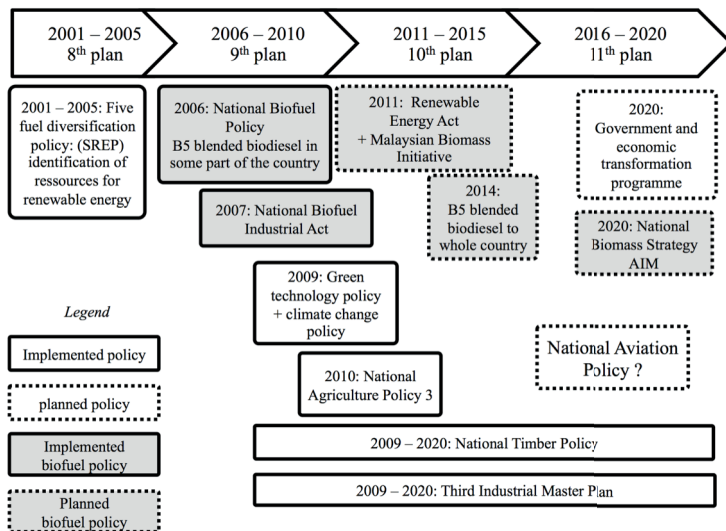 2001 – 2005
8th plan
2006 – 2010
9th plan
2011 – 2015
10th plan
2016 – 2020
11th plan
2001 – 2005: Five
fuel diversification
policy: (SREP)
identification of
ressources for
renewable energy
2006: National Biofuel
Policy
B5 blended biodiesel in
some part of the country
2007: National Biofuel
Industrial Act
2009: Green
technology policy
+ climate change
policy
2010: National
Agriculture Policy 3
2011: Renewable
Energy Act
+ Malaysian Biomass
Initiative
2014:
B5 blended
biodiesel to
whole country
2020:
Government and
economic
transformation
programme
2020: National
Biomass Strategy
AIM
National Aviation
Policy ?
2009 – 2020: National Timber Policy
2009 – 2020: Third Industrial Master Plan
Legend
Implemented policy
planned policy
Implemented
biofuel policy
Planned
biofuel policy